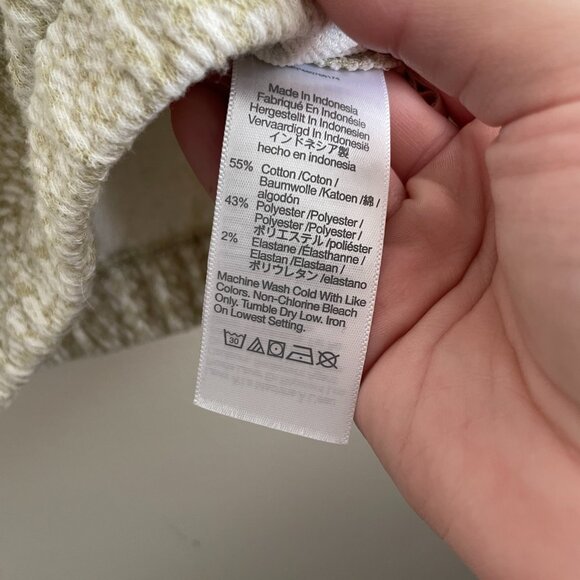 Made In Indonesia
Fabriqué En Indonésie
Hergestellt In Indonesien
Vervaardigd In Indonesië
インドネシア製
hecho en indonesia
55% Cotton /Coton /
Baumwolle /Katoen /綿 /
algodón
43% Polyester /Polyester /
Polyester /Polyester /
ポリエステル /poliéster
2% Elastane /Élasthanne /
Elastan /Elastaan /
ポリウレタン /elastano
Machine Wash Cold With Like
Colors. Non-Chlorine Bleach
Only. Tumble Dry Low. Iron
On Lowest Setting.
30